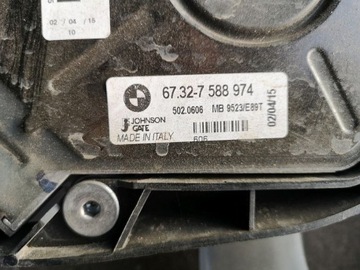 02 / 04 / 15
10
67.32-7 588 974
502.0606 MB 9523/E89T
JOHNSON
GATE
MADE IN ITALY
606
02/04/15